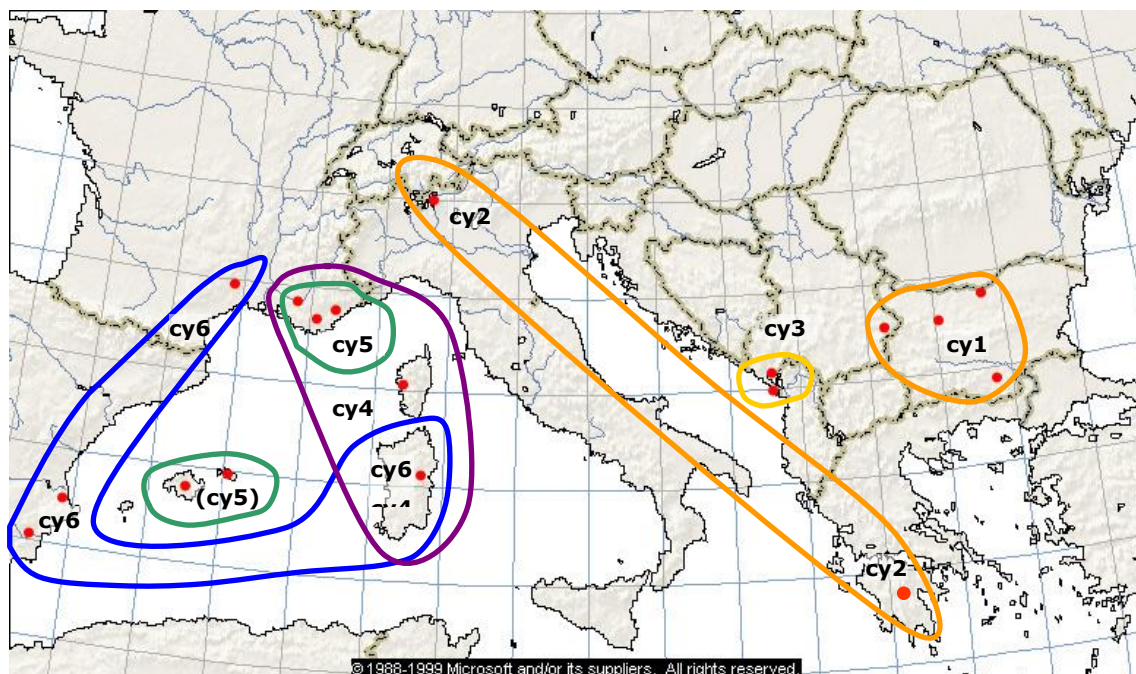 cy2
cy6
cy3
cy5
cy1
cy4
cy6
(cy5)
cy6
cy2
© 1988-1999 Microsoft and/or its suppliers. All rights reserved.